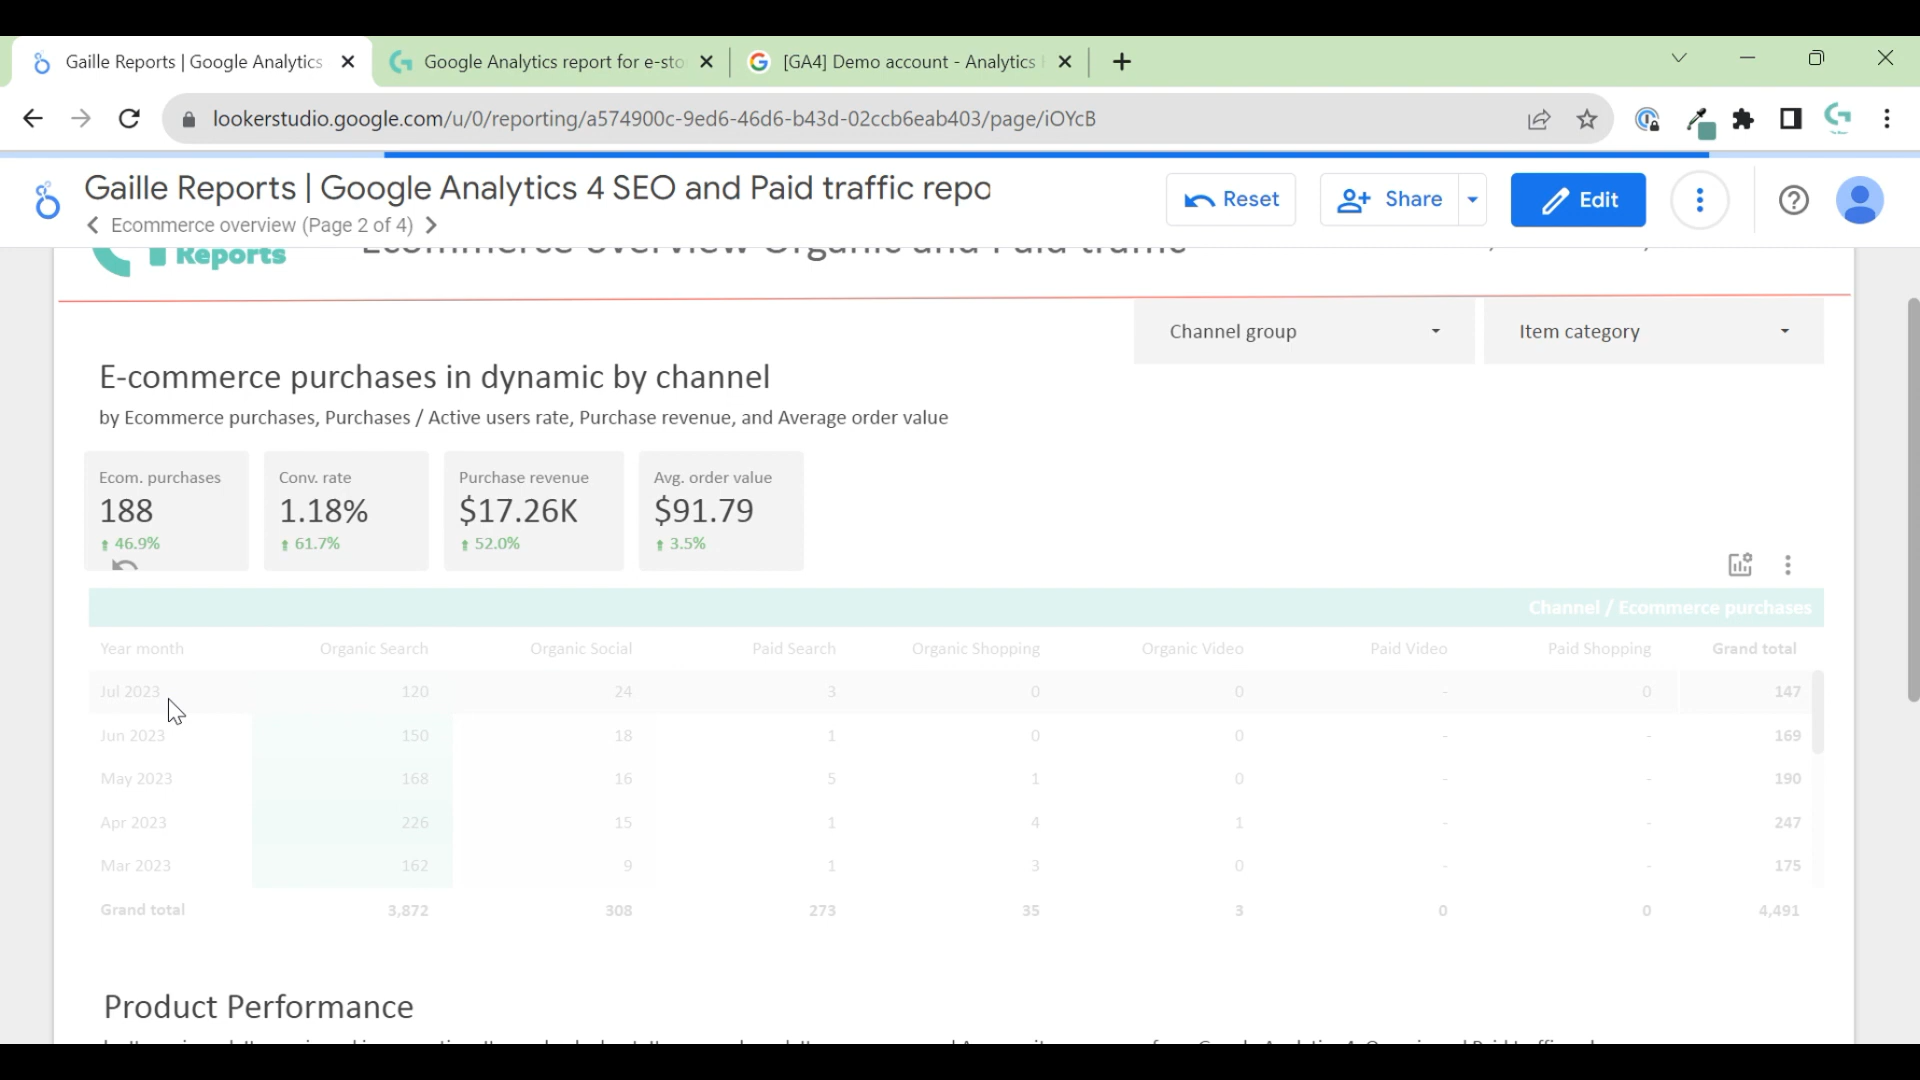 Gaille Reports | Google Analytics
Google Analytics report for e-sto
[GA4] Demo account - Analytics
lookerstudio.google.com/u/0/reporting/a574900c-9ed6-46d6-b43d-02ccb6eab403/page/iOYcB
Gaille Reports | Google Analytics 4 SEO and Paid traffic repo
Reset
Share
Edit
Ecommerce overview (Page 2 of 4)
Reports
Ecommerce overview Organic and Paid traffic
Channel group
Item category
E-commerce purchases in dynamic by channel
by Ecommerce purchases, Purchases / Active users rate, Purchase revenue, and Average order value
Ecom. purchases
188
46.9%
Conv. rate
1.18%
61.7%
Purchase revenue
$17.26K
52.0%
Avg. order value
$91.79
3.5%
Channel / Ecommerce purchases
Year month Organic Search Organic Social Paid Search Organic Shopping Organic Video Paid Video Paid Shopping Grand total
Jul 2023 120 24 3 0 0 - 0 147
Jun 2023 150 18 1 0 0 - - 169
May 2023 168 16 5 1 0 - - 190
Apr 2023 226 15 1 4 1 - - 247
Mar 2023 162 9 1 3 0 - - 175
Grand total 3,872 308 273 35 3 0 0 4,491
Product Performance